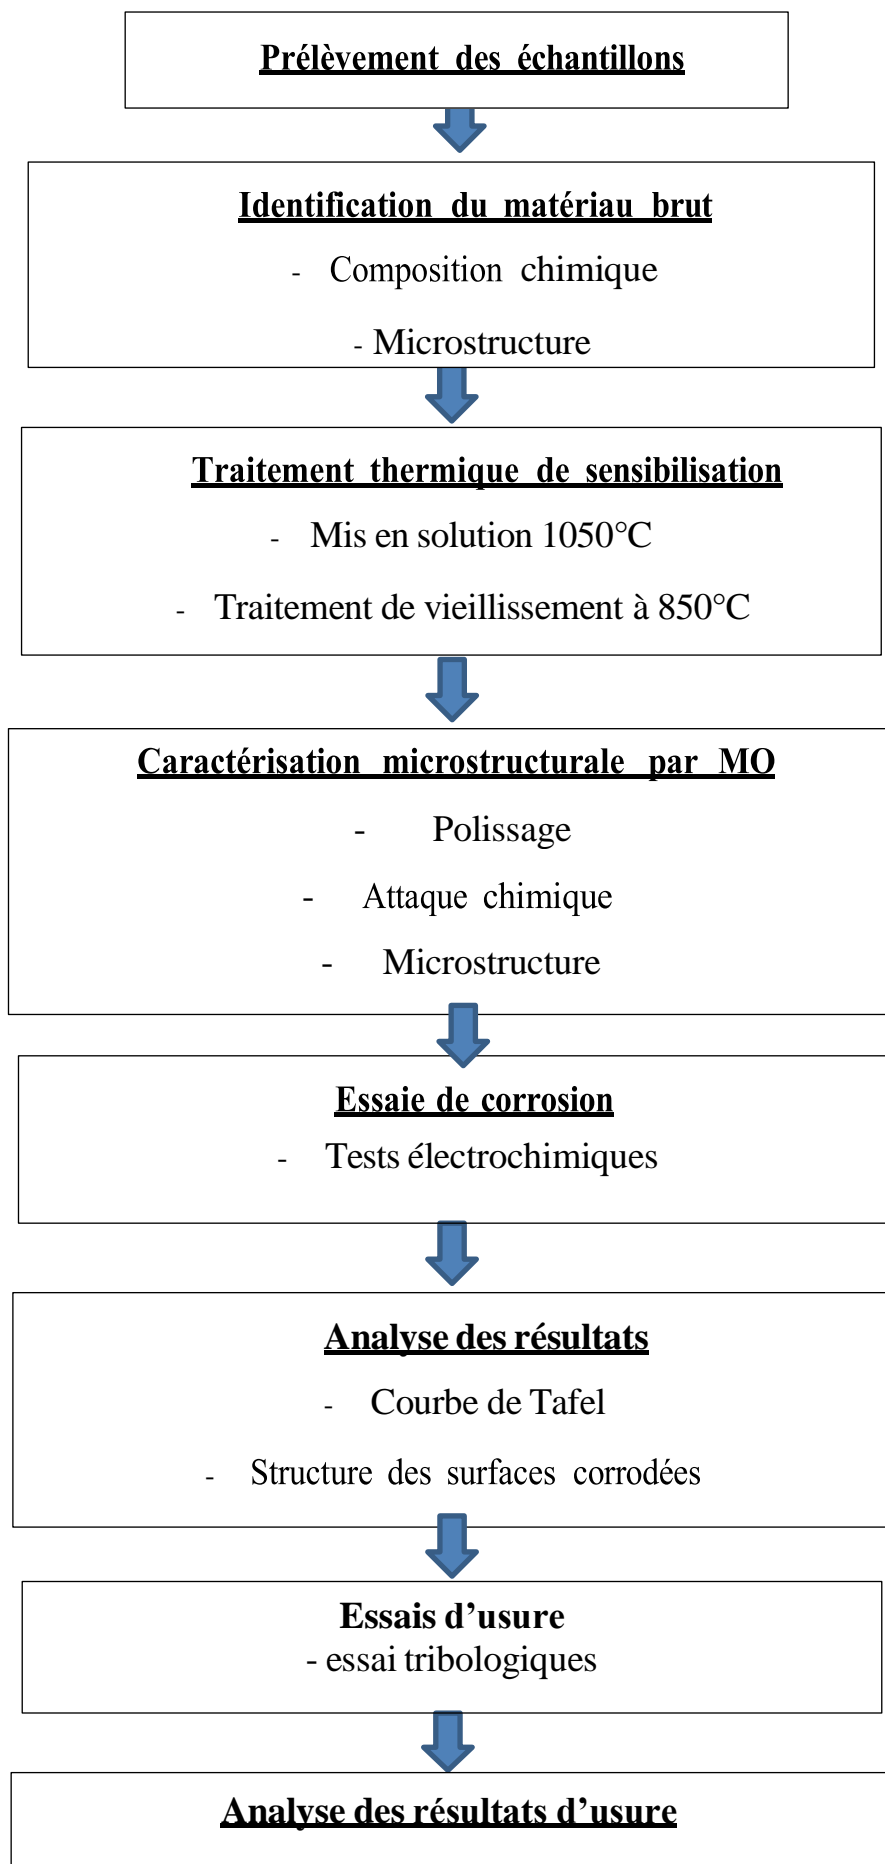 Prélèvement des échantillons
Identification du matériau brut
- Composition chimique
- Microstructure
Traitement thermique de sensibilisation
- Mis en solution 1050°C
- Traitement de vieillissement à 850°C
Caractérisation microstructurale par MO
- Polissage
- Attaque chimique
- Microstructure
Essaie de corrosion
- Tests électrochimiques
Analyse des résultats
- Courbe de Tafel
- Structure des surfaces corrodées
Essais d’usure
- essai tribologiques
Analyse des résultats d’usure